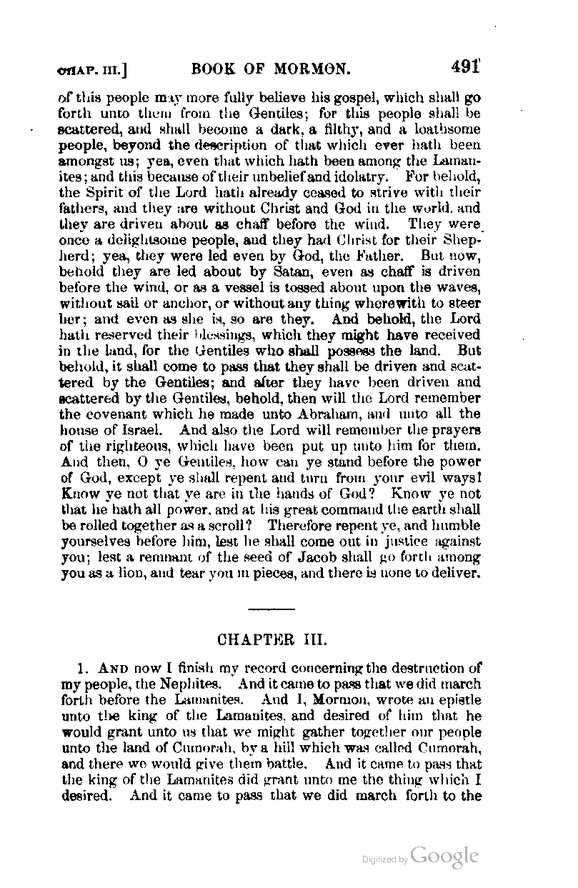 CHAP. III.] BOOK OF MORMON. 491
of this people may more fully believe his gospel, which shall go
forth unto them from the Gentiles; for this people shall be
scattered, and shall become a dark, a filthy, and a loathsome
people, beyond the description of that which ever hath been
amongst us; yea, even that which hath been among the Laman-
ites; and this because of their unbelief and idolatry. For behold,
the Spirit of the Lord hath already ceased to strive with their
fathers, and they are without Christ and God in the world, and
they are driven about as chaff before the wind. They were
once a delightsome people, and they had Christ for their Shep-
herd; yea, they were led even by God, the Father. But now,
behold they are led about by Satan, even as chaff is driven
before the wind, or as a vessel is tossed about upon the waves,
without sail or anchor, or without any thing wherewith to steer
her; and even as she is, so are they. And behold, the Lord
hath reserved their blessings, which they might have received
in the land, for the Gentiles who shall possess the land. But
behold, it shall come to pass that they shall be driven and scat-
tered by the Gentiles; and after they have been driven and
scattered by the Gentiles, behold, then will the Lord remember
the covenant which he made unto Abraham, and unto all the
house of Israel. And also the Lord will remember the prayers
of the righteous, which have been put up unto him for them.
And then, O ye Gentiles, how can ye stand before the power
of God, except ye shall repent and turn from your evil ways!
Know ye not that ye are in the hands of God? Know ye not
that he hath all power, and at his great command the earth shall
be rolled together as a scroll? Therefore repent ye, and humble
yourselves before him, lest he shall come out in justice against
you; lest a remnant of the seed of Jacob shall go forth among
you as a lion, and tear you in pieces, and there is none to deliver.
CHAPTER III.
1. AND now I finish my record concerning the destruction of
my people, the Nephites. And it came to pass that we did march
forth before the Lamanites. And I, Mormon, wrote an epistle
unto the king of the Lamanites, and desired of him that he
would grant unto us that we might gather together our people
unto the land of Cumorah, by a hill which was called Cumorah,
and there we would give them battle. And it came to pass that
the king of the Lamanites did grant unto me the thing which I
desired. And it came to pass that we did march forth to the
Digitized by Google